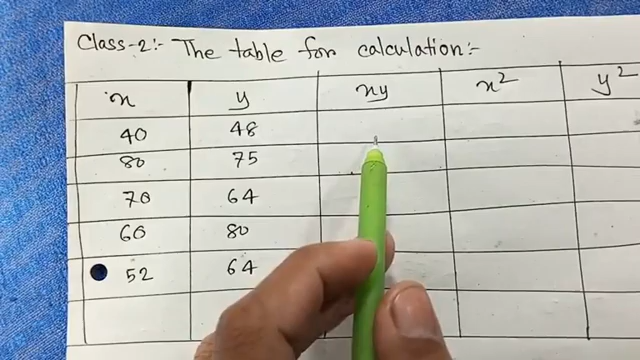 Class-2:- The table for calculation:-
x y xy x² y²
40 48
80 75
70 64
60 80
52 64